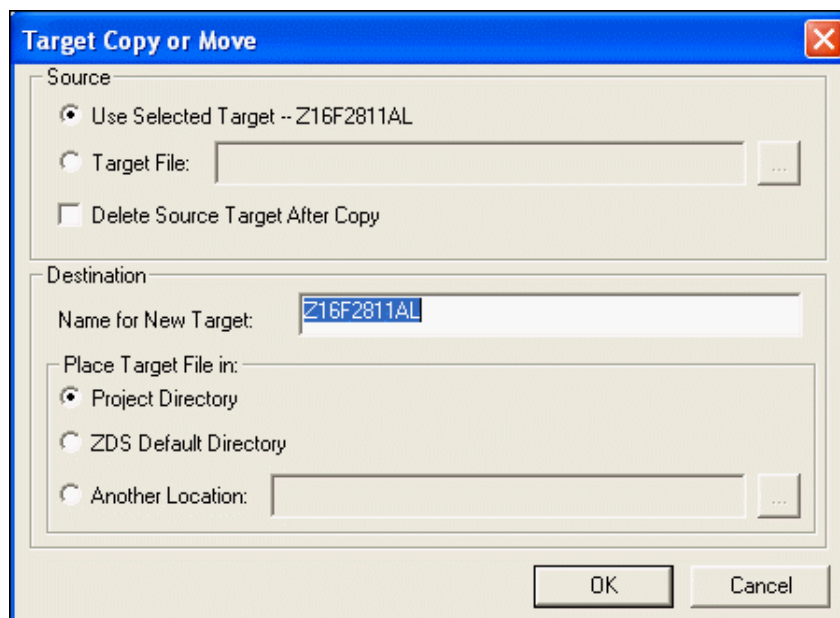 Target Copy or Move
Source
Use Selected Target -- Z16F2811AL
Target File:
...
Delete Source Target After Copy
Destination
Name for New Target:
Z16F2811AL
Place Target File in:
Project Directory
ZDS Default Directory
Another Location:
...
OK
Cancel